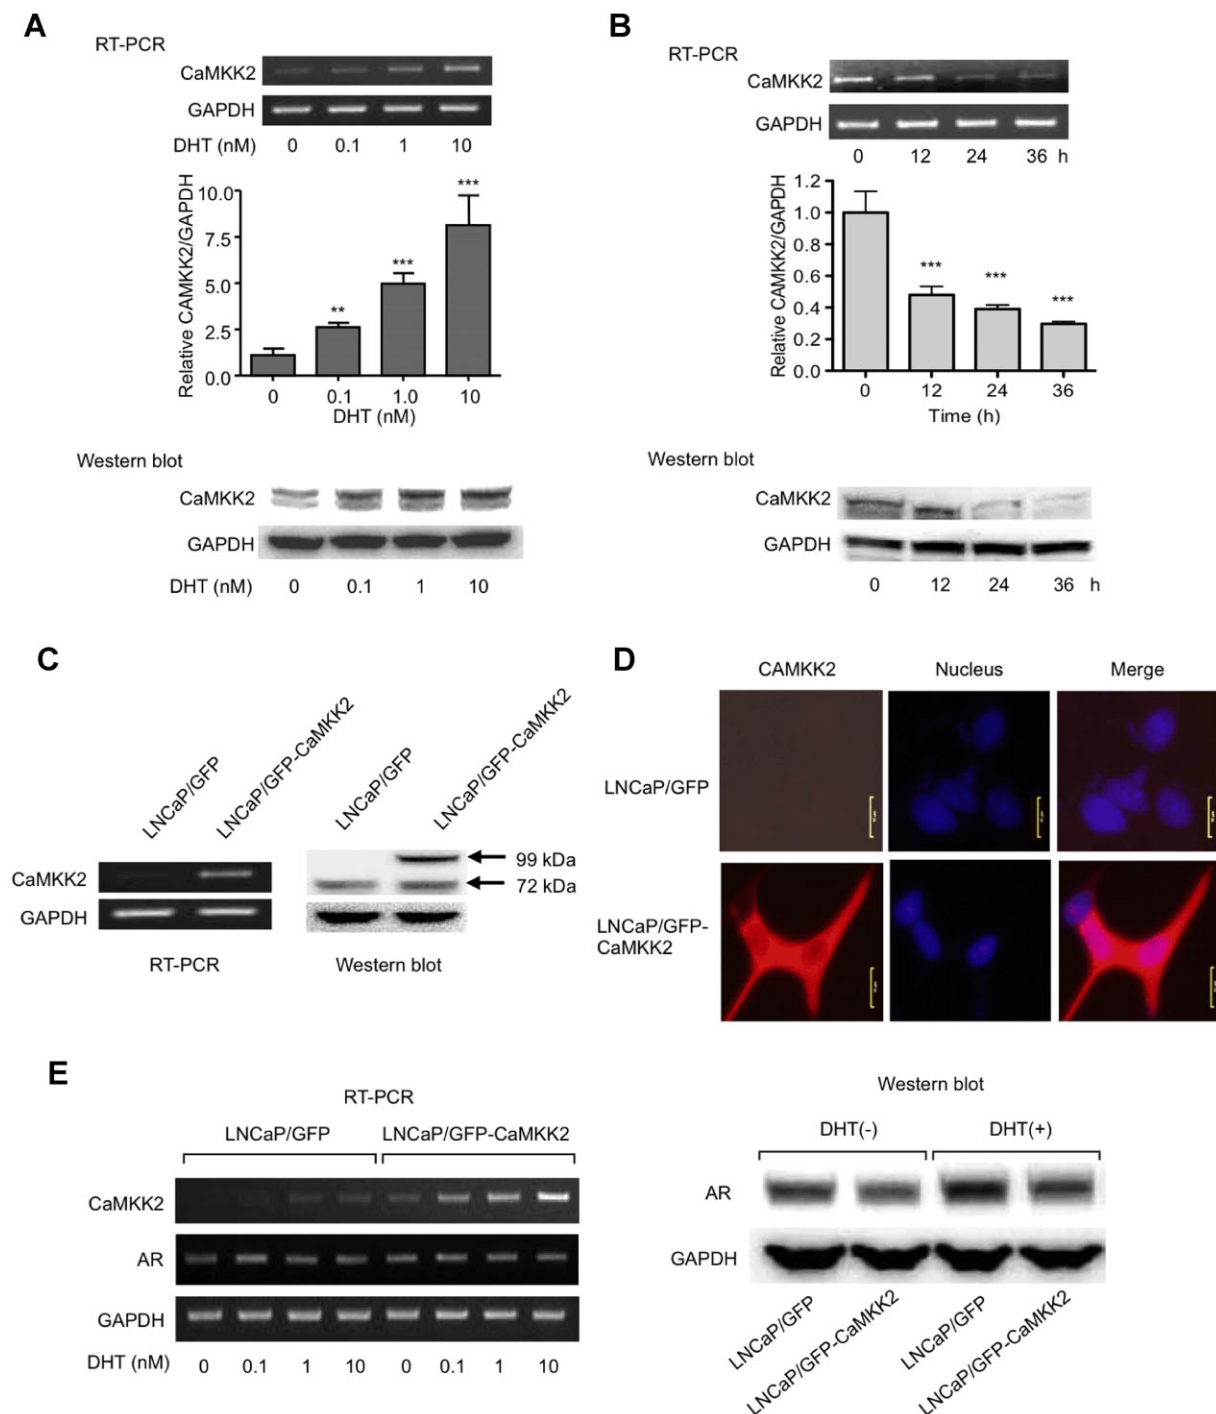 A
RT-PCR
CaMKK2
GAPDH
DHT (nM) 0 0.1 1 10
Relative CAMKK2/GAPDH
10.0
7.5
5.0
2.5
0.0
** *** ***
0 0.1 1.0 10
DHT (nM)
Western blot
CaMKK2
GAPDH
DHT (nM) 0 0.1 1 10
B
RT-PCR
CaMKK2
GAPDH
0 12 24 36 h
Relative CAMKK2/GAPDH
1.2
1.0
0.8
0.6
0.4
0.2
0.0
*** *** ***
0 12 24 36
Time (h)
Western blot
CaMKK2
GAPDH
0 12 24 36 h
C
LNCaP/GFP
LNCaP/GFP-CaMKK2
LNCaP/GFP
LNCaP/GFP-CaMKK2
CaMKK2
GAPDH
99 kDa
72 kDa
RT-PCR
Western blot
D
CAMKK2 Nucleus Merge
LNCaP/GFP
LNCaP/GFP-
CaMKK2
E
RT-PCR
LNCaP/GFP LNCaP/GFP-CaMKK2
CaMKK2
AR
GAPDH
DHT (nM) 0 0.1 1 10 0 0.1 1 10
Western blot
DHT(-) DHT(+)
AR
GAPDH
LNCaP/GFP
LNCaP/GFP-CaMKK2
LNCaP/GFP
LNCaP/GFP-CaMKK2